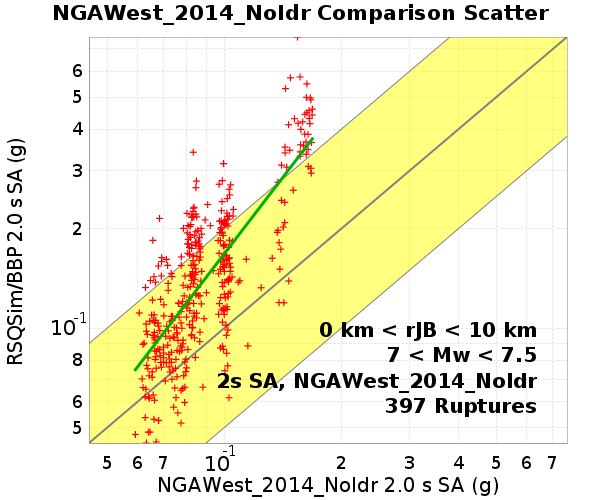 NGAWest_2014_NoIdr Comparison Scatter
RSQSim/BBP 2.0 s SA (g)
6
5
4
3
2
10^-1
8
6
5
0 km < rJB < 10 km
7 < Mw < 7.5
2s SA, NGAWest_2014_NoIdr
397 Ruptures
5 6 7 10^-1 2 3 4 5 6 7
NGAWest_2014_NoIdr 2.0 s SA (g)